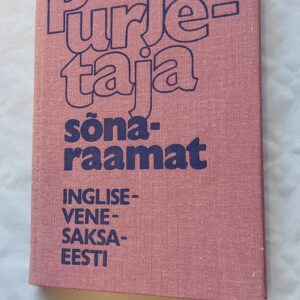 Purje-
taja
sõna-
raamat
INGLISE-
VENE-
SAKSA-
EESTI